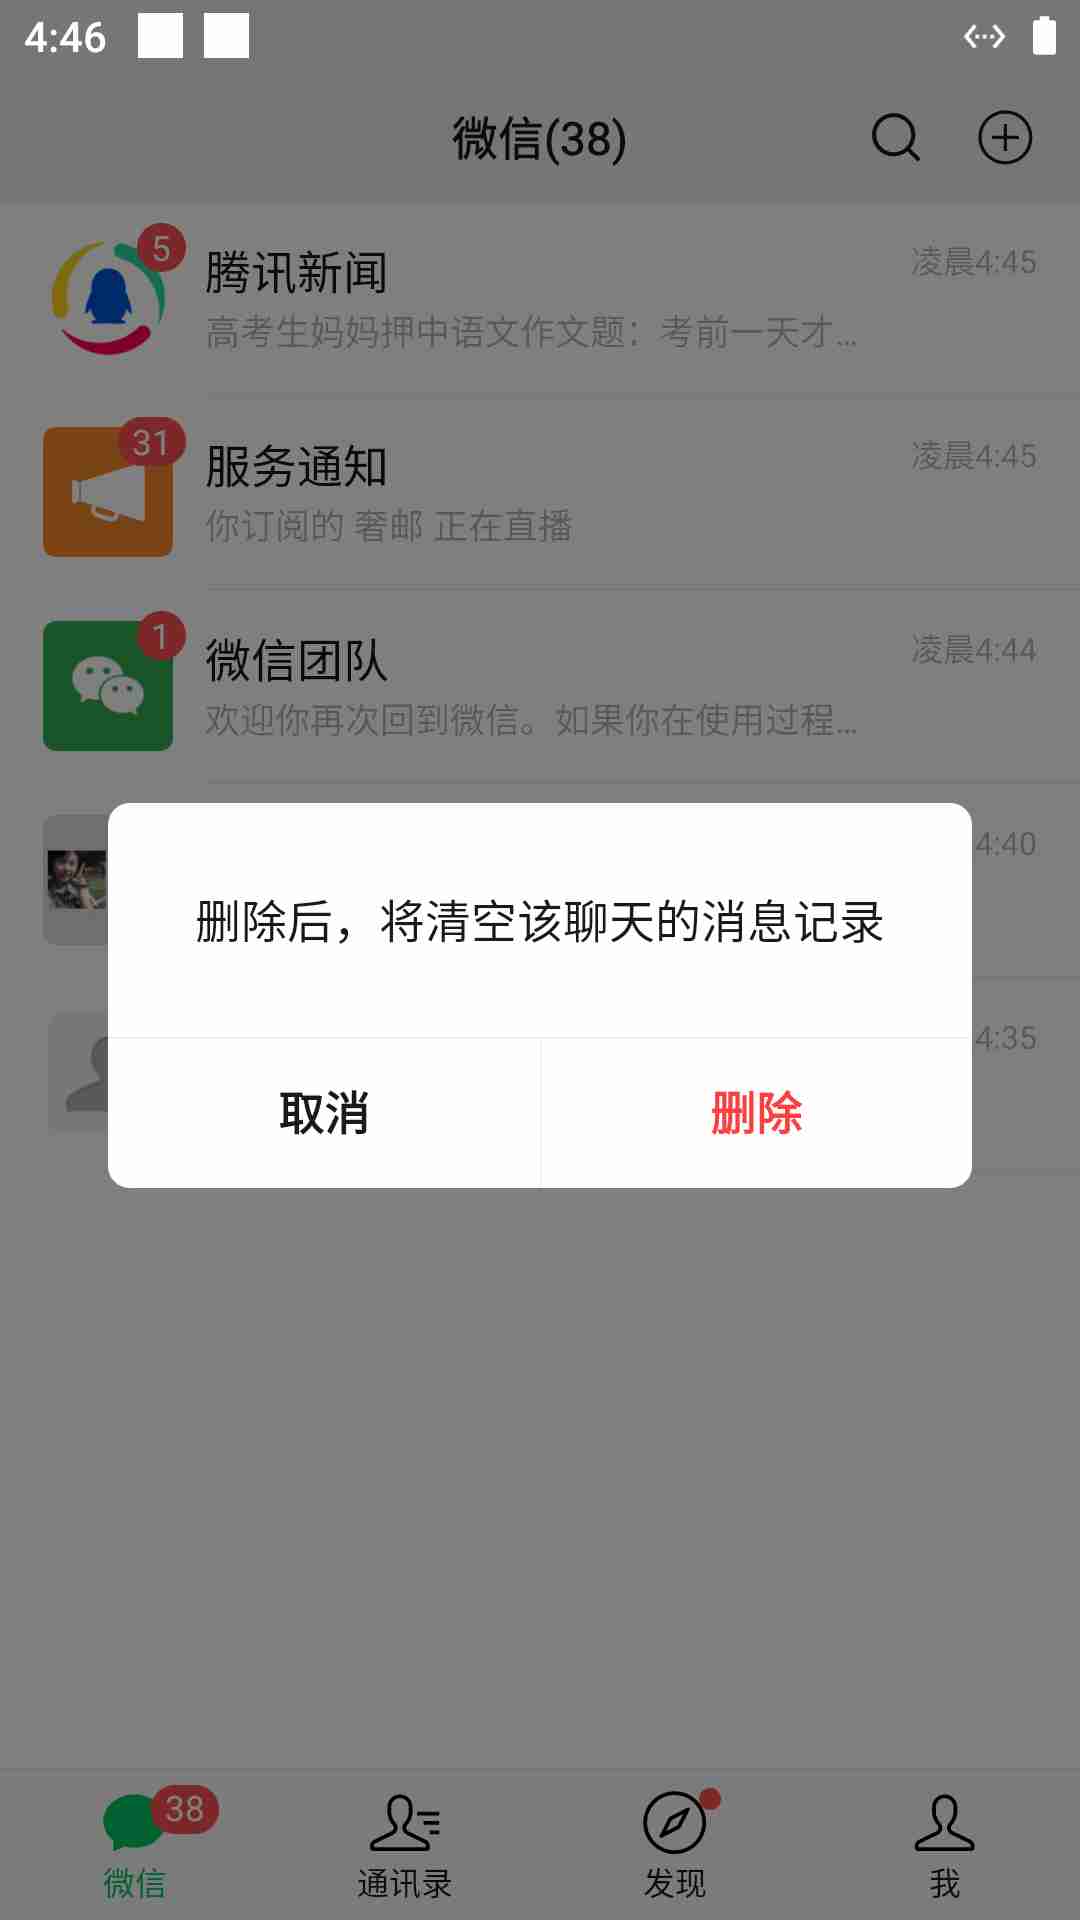 4:46
微信(38)
5
腾讯新闻
凌晨4:45
高考生妈妈押中语文作文题：考前一天才...
31
服务通知
凌晨4:45
你订阅的 奢邮 正在直播
1
微信团队
凌晨4:44
欢迎你再次回到微信。如果你在使用过程...
4:40
删除后，将清空该聊天的消息记录
4:35
取消
删除
38
微信
通讯录
发现
我